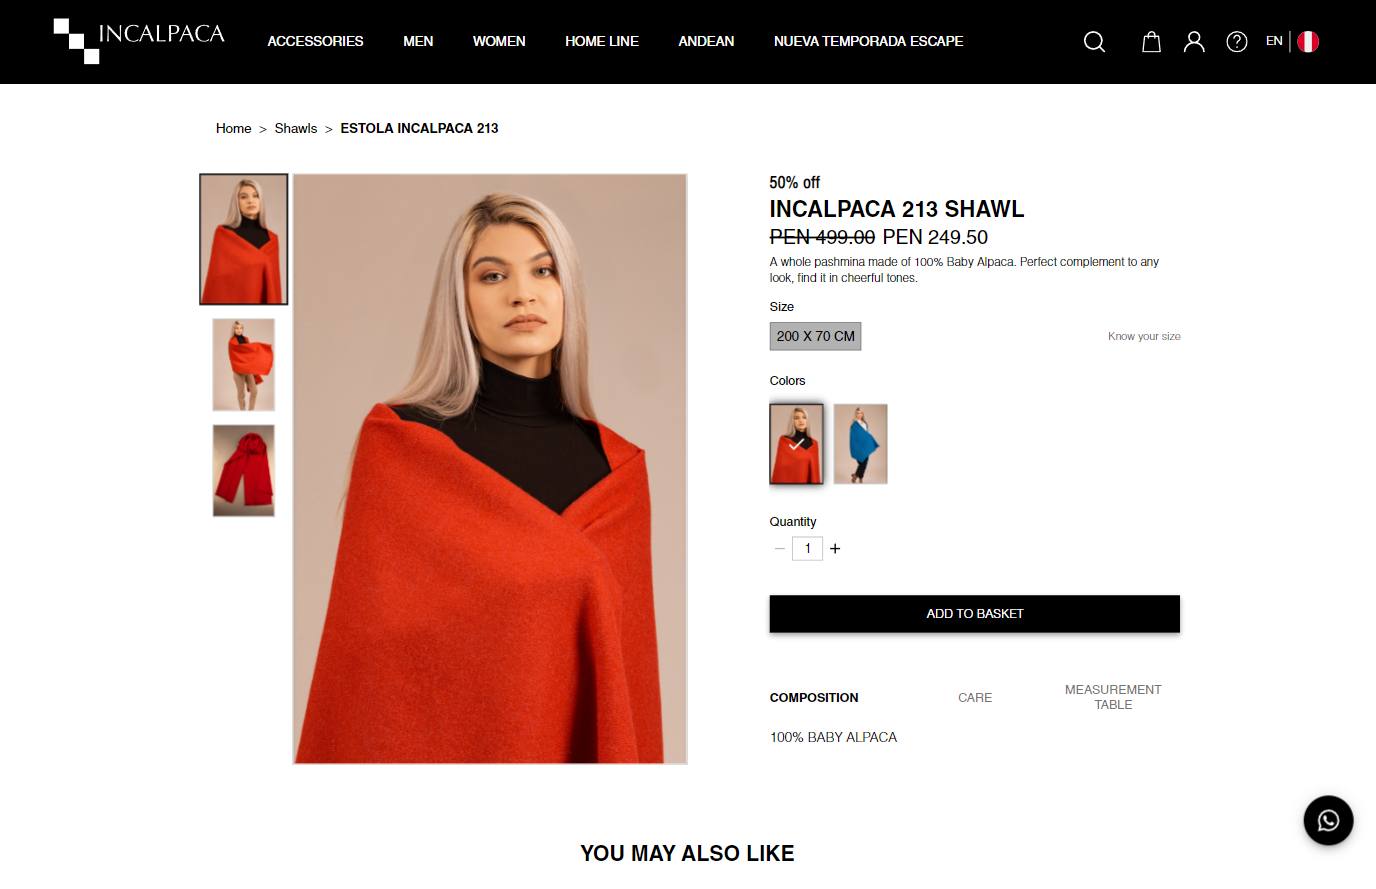 INCALPACA
ACCESSORIES
MEN
WOMEN
HOME LINE
ANDEAN
NUEVA TEMPORADA ESCAPE
EN
Home > Shawls > ESTOLA INCALPACA 213
50% off
INCALPACA 213 SHAWL
PEN 499.00 PEN 249.50
A whole pashmina made of 100% Baby Alpaca. Perfect complement to any
look, find it in cheerful tones.
Size
200 X 70 CM
Know your size
Colors
Quantity
− 1 +
ADD TO BASKET
COMPOSITION
CARE
MEASUREMENT
TABLE
100% BABY ALPACA
YOU MAY ALSO LIKE